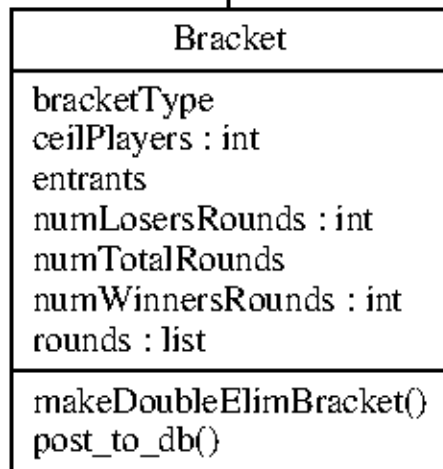 Bracket
bracketType
ceilPlayers : int
entrants
numLosersRounds : int
numTotalRounds
numWinnersRounds : int
rounds : list
makeDoubleElimBracket()
post_to_db()